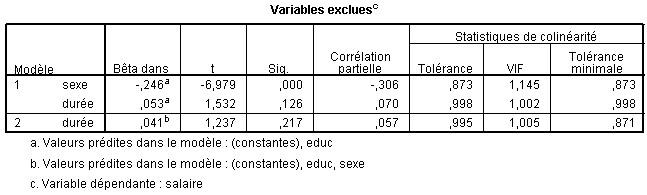 Variables exclues^c
Statistiques de colinéarité
Modèle Bêta dans t Sig. Corrélation partielle Tolérance VIF Tolérance minimale
1 sexe -,246^a -6,979 ,000 -,306 ,873 1,145 ,873
durée ,053^a 1,532 ,126 ,070 ,998 1,002 ,998
2 durée ,041^b 1,237 ,217 ,057 ,995 1,005 ,871
a. Valeurs prédites dans le modèle : (constantes), educ
b. Valeurs prédites dans le modèle : (constantes), educ, sexe
c. Variable dépendante : salaire